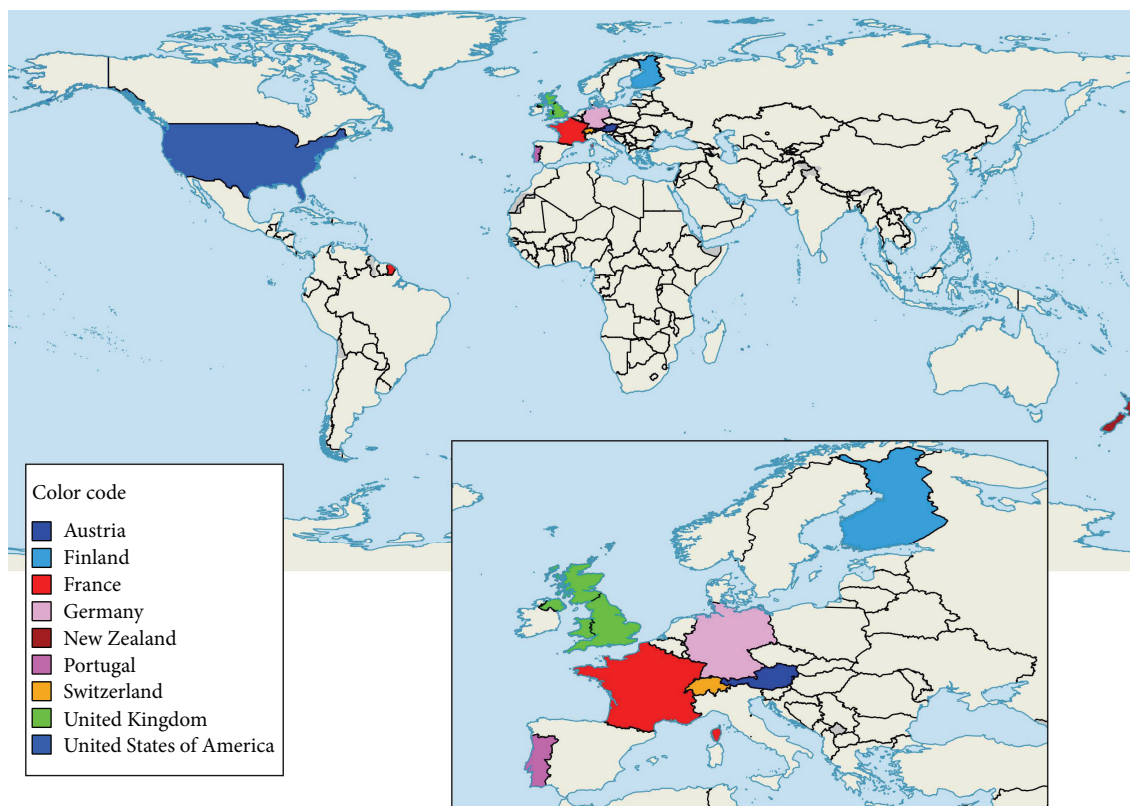 Color code
Austria
Finland
France
Germany
New Zealand
Portugal
Switzerland
United Kingdom
United States of America